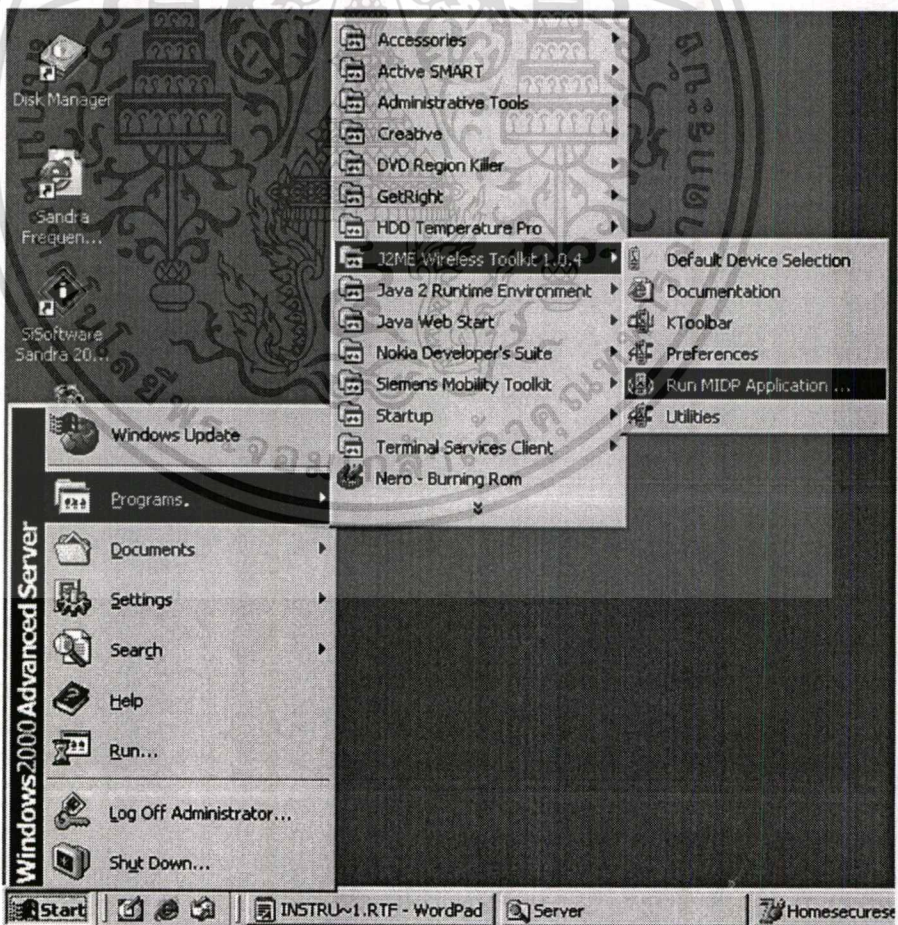 Disk Manager
Sandra
Frequen...
SiSoftware
Sandra 20...
Accessories
Active SMART
Administrative Tools
Creative
DVD Region Killer
GetRight
HDD Temperature Pro
J2ME Wireless Toolkit 1.0.4
Java 2 Runtime Environment
Java Web Start
Nokia Developer's Suite
Siemens Mobility Toolkit
Startup
Terminal Services Client
Nero - Burning Rom
Default Device Selection
Documentation
KToolbar
Preferences
Run MIDP Application ...
Utilities
Windows Update
Programs.
Documents
Settings
Search
Help
Run...
Log Off Administrator...
Shut Down...
Windows2000 Advanced Server
Start
INSTRU~1.RTF - WordPad
Server
Homesecurese